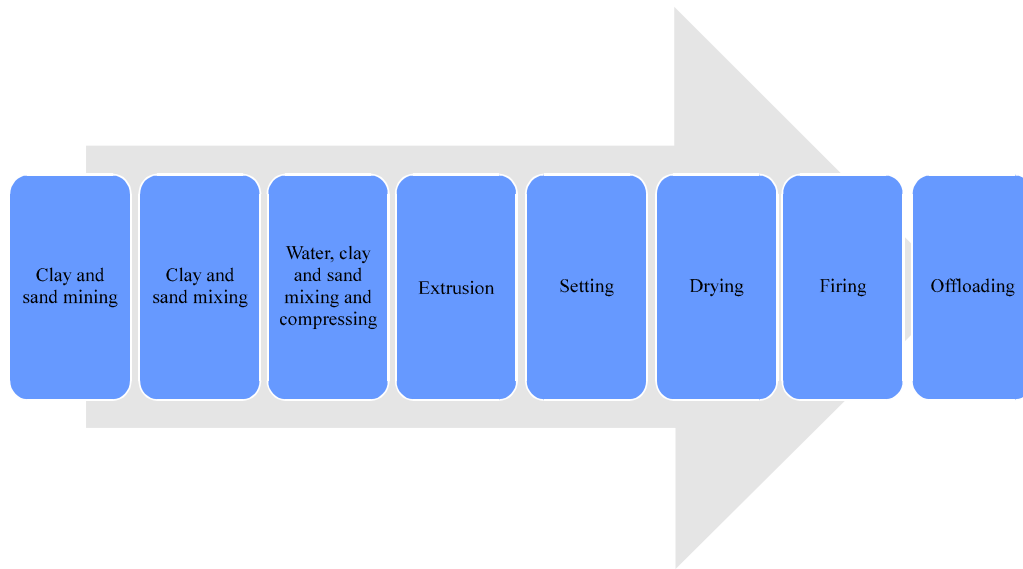 Clay and
sand mining
Clay and
sand mixing
Water, clay
and sand
mixing and
compressing
Extrusion
Setting
Drying
Firing
Offloading